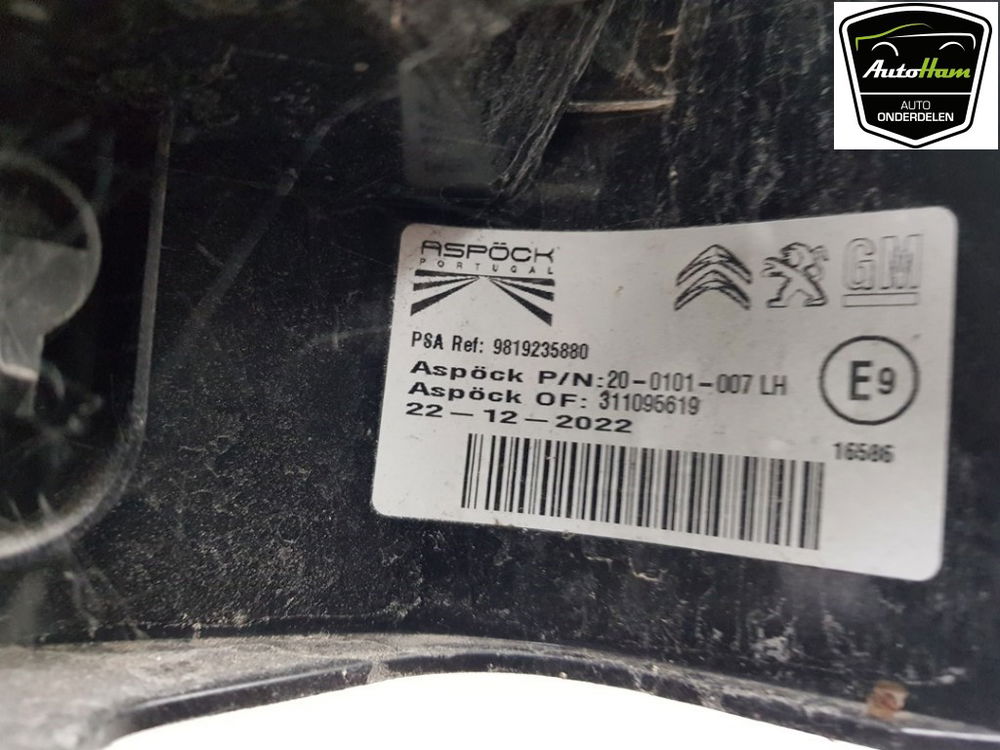 AutoHam
AUTO
ONDERDELEN
ASPÖCK
PORTUGAL
GM
PSA Ref: 9819235880
Aspöck P/N:20-0101-007 LH
Aspöck OF: 311095619
22-12-2022
E9
16586